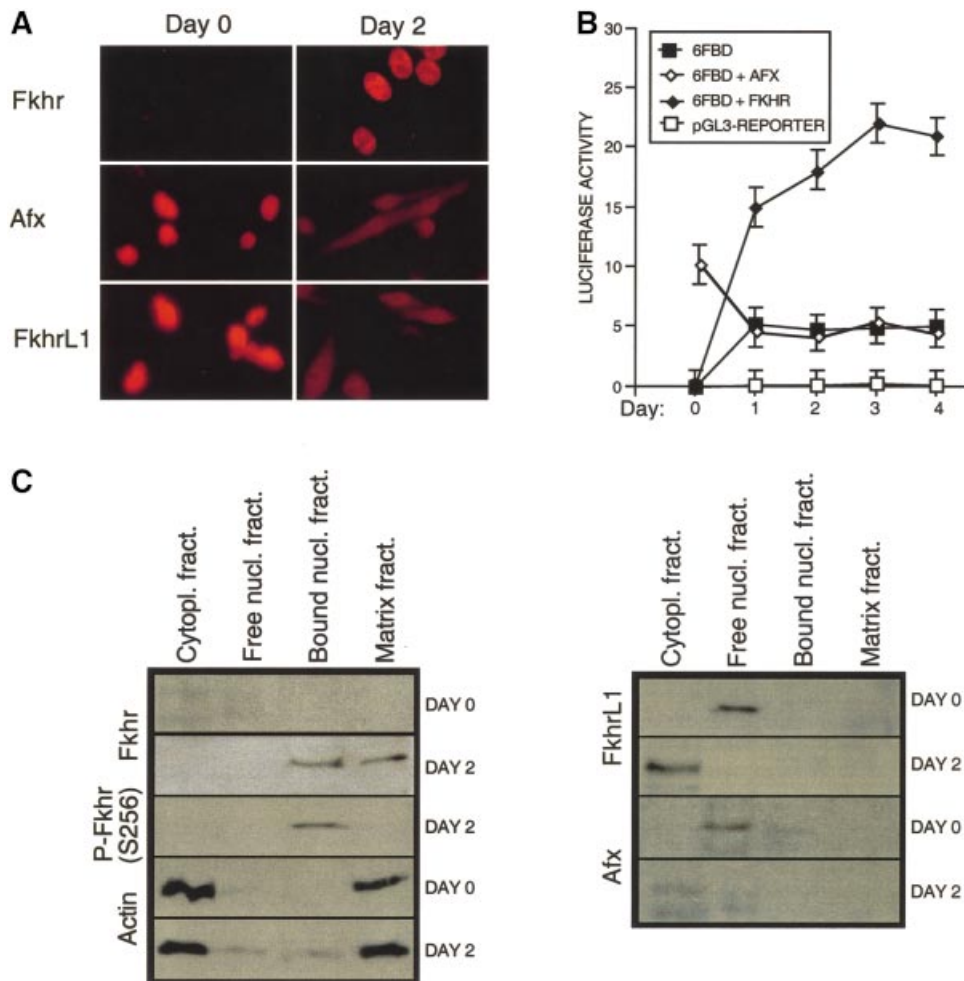 A
Day 0
Day 2
Fkhr
Afx
FkhrL1
B
6FBD
6FBD + AFX
6FBD + FKHR
pGL3-REPORTER
LUCIFERASE ACTIVITY
30
25
20
15
10
5
0
Day: 0 1 2 3 4
C
Cytopl. fract.
Free nucl. fract.
Bound nucl. fract.
Matrix fract.
Fkhr
DAY 0
DAY 2
P-Fkhr
(S256)
DAY 2
Actin
DAY 0
DAY 2
Cytopl. fract.
Free nucl. fract.
Bound nucl. fract.
Matrix fract.
FkhrL1
DAY 0
DAY 2
Afx
DAY 0
DAY 2